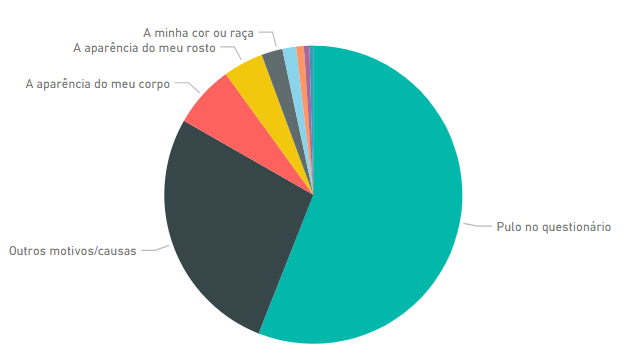 A minha cor ou raça
A aparência do meu rosto
A aparência do meu corpo
Pulo no questionário
Outros motivos/causas